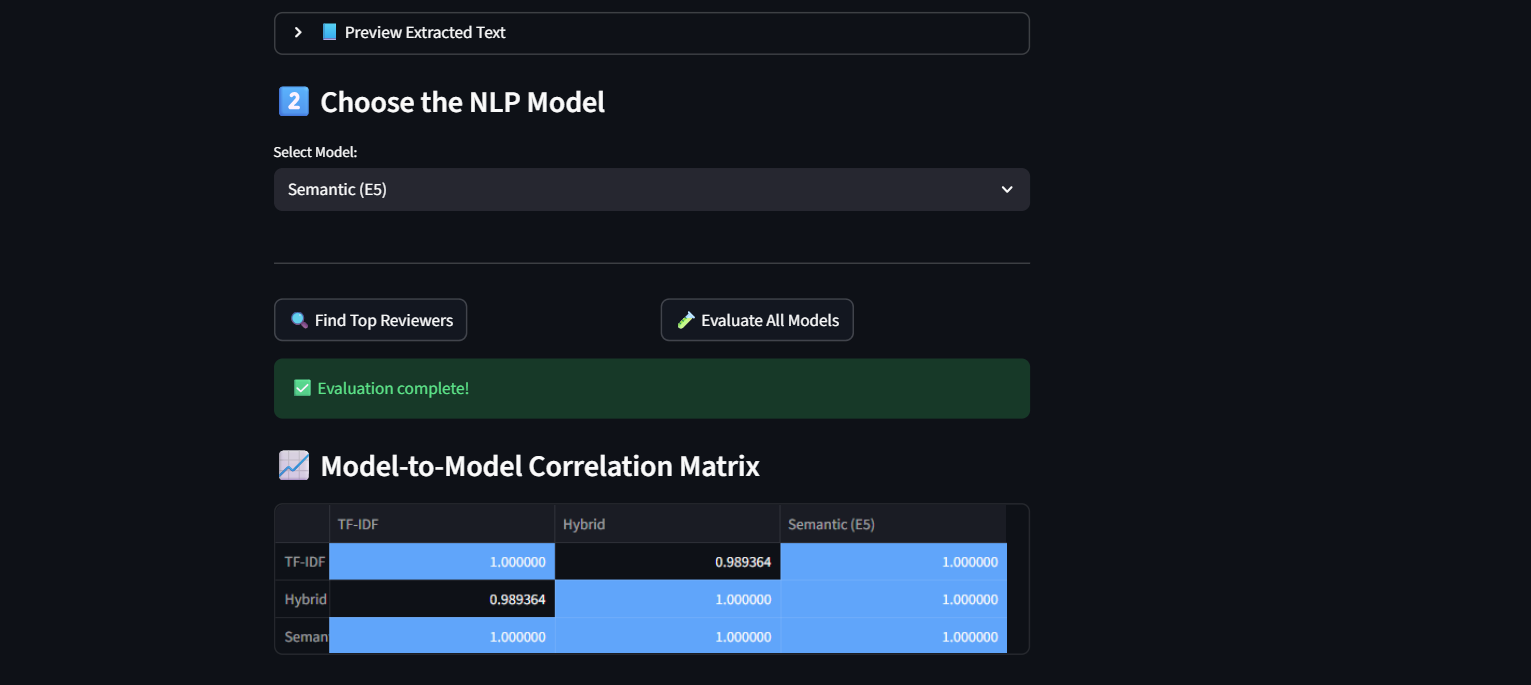 Preview Extracted Text
2 Choose the NLP Model
Select Model:
Semantic (E5)
Find Top Reviewers
Evaluate All Models
Evaluation complete!
Model-to-Model Correlation Matrix
TF-IDF Hybrid Semantic (E5)
TF-IDF 1.000000 0.989364 1.000000
Hybrid 0.989364 1.000000 1.000000
Seman 1.000000 1.000000 1.000000